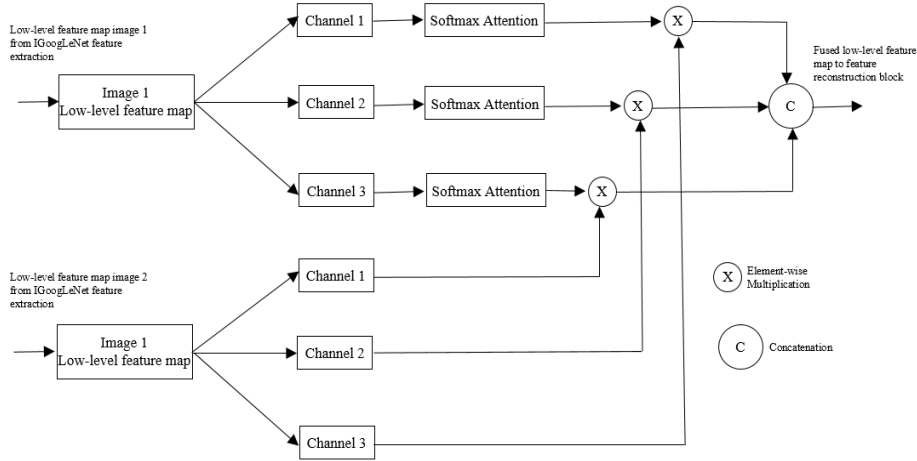 Low-level feature map image 1
from IGoogLeNet feature
extraction
Image 1
Low-level feature map
Channel 1
Softmax Attention
X
Channel 2
Softmax Attention
X
Channel 3
Softmax Attention
X
Fused low-level feature
map to feature
reconstruction block
C
Low-level feature map image 2
from IGoogLeNet feature
extraction
Image 1
Low-level feature map
Channel 1
Channel 2
Channel 3
X
Element-wise
Multiplication
C
Concatenation